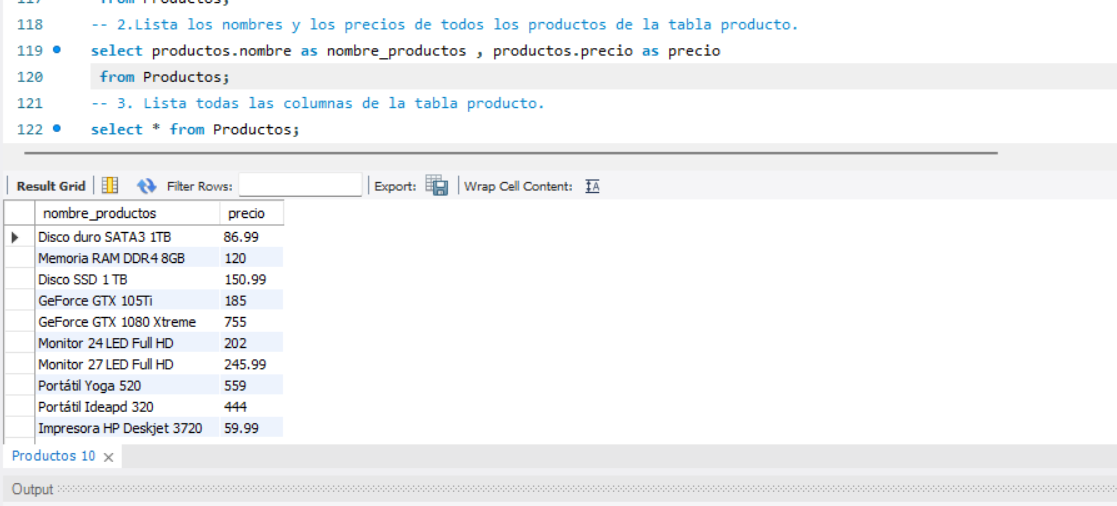 117 from Productos;
118 -- 2.Lista los nombres y los precios de todos los productos de la tabla producto.
119 select productos.nombre as nombre_productos , productos.precio as precio
120 from Productos;
121 -- 3. Lista todas las columnas de la tabla producto.
122 select * from Productos;
Result Grid Filter Rows: Export: Wrap Cell Content: IA
nombre_productos precio
Disco duro SATA3 1TB 86.99
Memoria RAM DDR4 8GB 120
Disco SSD 1 TB 150.99
GeForce GTX 105Ti 185
GeForce GTX 1080 Xtreme 755
Monitor 24 LED Full HD 202
Monitor 27 LED Full HD 245.99
Portátil Yoga 520 559
Portátil Ideapd 320 444
Impresora HP Deskjet 3720 59.99
Productos 10
Output